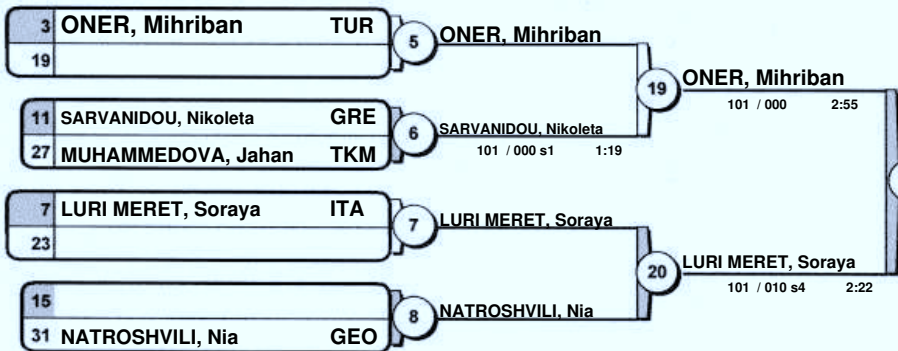 3 ONER, Mihriban TUR
19
5 ONER, Mihriban
11 SARVANIDOU, Nikoleta GRE
27 MUHAMMEDOVA, Jahan TKM
6 SARVANIDOU, Nikoleta
101 / 000 s1 1:19
19 ONER, Mihriban
101 / 000 2:55
7 LURI MERET, Soraya ITA
23
7 LURI MERET, Soraya
15
31 NATROSHVILI, Nia GEO
8 NATROSHVILI, Nia
20 LURI MERET, Soraya
101 / 010 s4 2:22